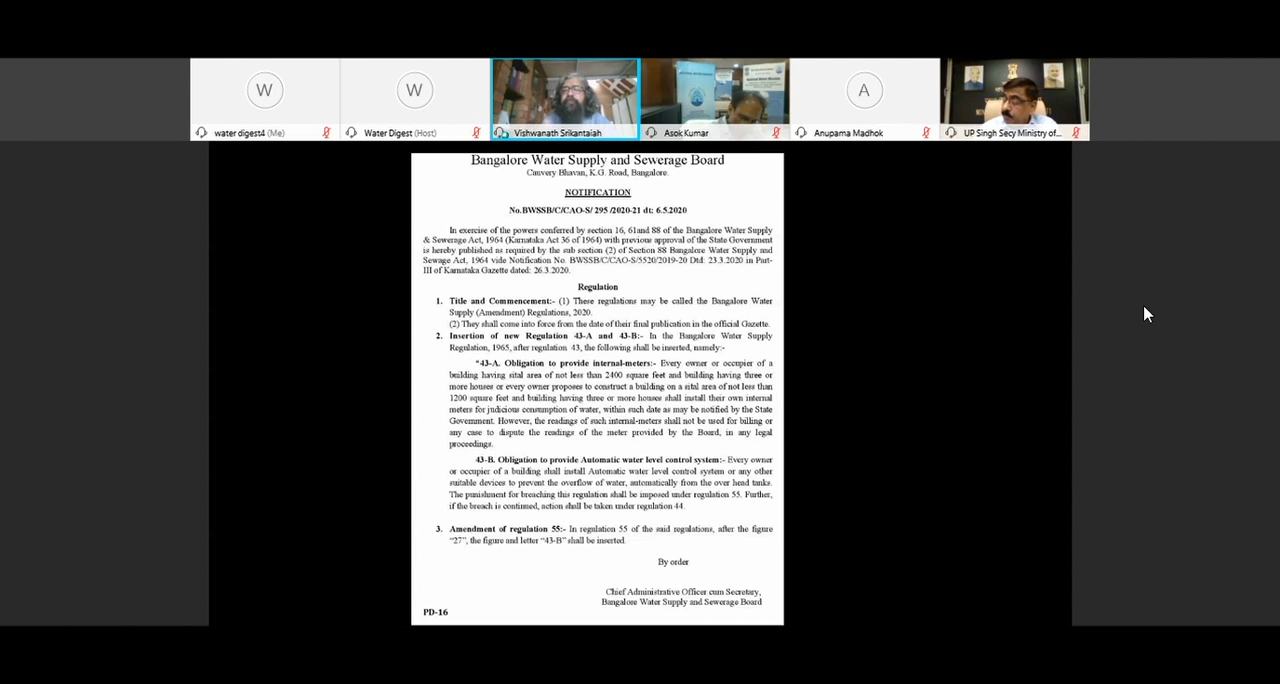 W
W
A
water digest4 (Me)
Water Digest (Host)
Vishwanath Srikantaiah
Asok Kumar
Anupama Madhok
UP Singh Secy Ministry of...
Bangalore Water Supply and Sewerage Board
Cauvery Bhavan, K.G. Road, Bangalore.
NOTIFICATION
No.BWSSB/C/CAO-S/ 295 /2020-21 dt: 6.5.2020
In exercise of the powers conferred by section 16, 61and 88 of the Bangalore Water Supply
& Sewerage Act, 1964 (Karnataka Act 36 of 1964) with previous approval of the State Government
is hereby published as required by the sub section (2) of Section 88 Bangalore Water Supply and
Sewage Act, 1964 vide Notification No. BWSSB/C/CAO-S/5520/2019-20 Dtd: 23.3.2020 in Part-
III of Karnataka Gazette dated: 26.3.2020.
Regulation
1. Title and Commencement:- (1) These regulations may be called the Bangalore Water
Supply (Amendment) Regulations, 2020.
(2) They shall come into force from the date of their final publication in the official Gazette.
2. Insertion of new Regulation 43-A and 43-B:- In the Bangalore Water Supply
Regulation, 1965, after regulation 43, the following shall be inserted, namely:-
"43-A. Obligation to provide internal-meters:- Every owner or occupier of a
building having sital area of not less than 2400 square feet and building having three or
more houses or every owner proposes to construct a building on a sital area of not less than
1200 square feet and building having three or more houses shall install their own internal
meters for judicious consumption of water, within such date as may be notified by the State
Government. However, the readings of such internal-meters shall not be used for billing or
any case to dispute the readings of the meter provided by the Board, in any legal
proceedings.
43-B. Obligation to provide Automatic water level control system:- Every owner
or occupier of a building shall install Automatic water level control system or any other
suitable devices to prevent the overflow of water, automatically from the over head tanks.
The punishment for breaching this regulation shall be imposed under regulation 55. Further,
if the breach is continued, action shall be taken under regulation 44.
3. Amendment of regulation 55:- In regulation 55 of the said regulations, after the figure
"27", the figure and letter "43-B" shall be inserted.
By order
Chief Administrative Officer cum Secretary,
Bangalore Water Supply and Sewerage Board
PD-16